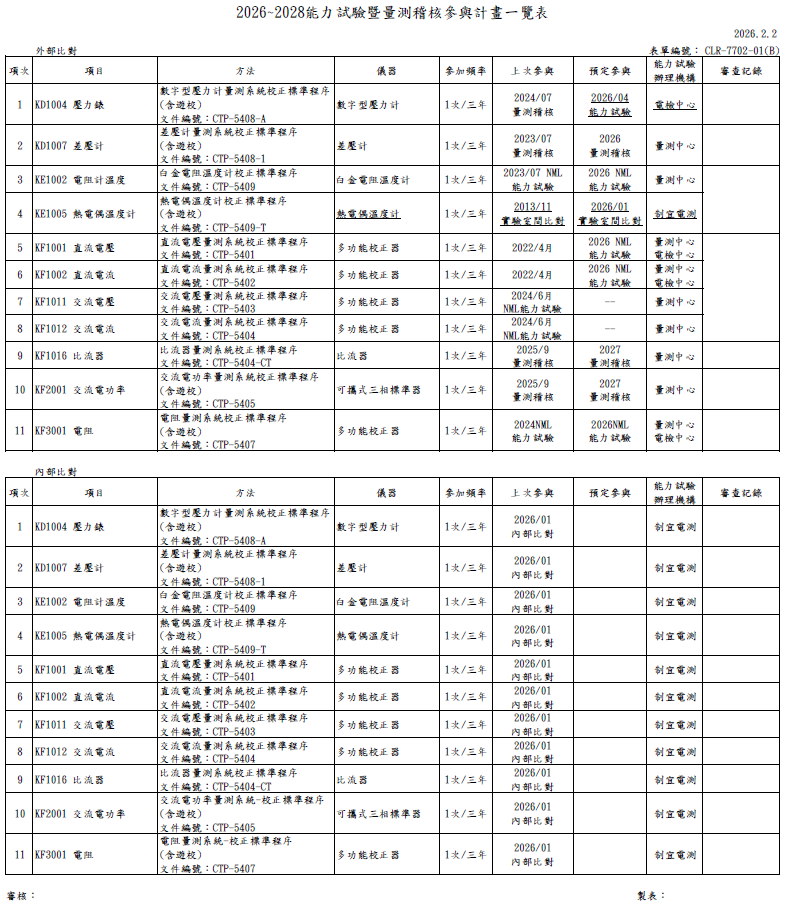 2026~2028能力試驗暨量測稽核參與計畫一覽表
2026.2.2
外部比對
表單編號： CLR-7702-01(B)
項次 項目 方法 儀器 參加頻率 上次參與 預定參與 能力試驗辦理機構 審查記錄
1 KD1004 壓力錶 數字型壓力計量測系統校正標準程序 (含遊校) 文件編號：CTP-5408-A 數字型壓力計 1次/三年 2024/07 量測稽核 2026/04 能力試驗 電檢中心
2 KD1007 差壓計 差壓計量測系統校正標準程序 (含遊校) 文件編號：CTP-5408-1 差壓計 1次/三年 2023/07 量測稽核 2026 量測稽核 量測中心
3 KE1002 電阻計溫度 白金電阻溫度計校正標準程序 文件編號：CTP-5409 白金電阻溫度計 1次/三年 2023/07 NML 能力試驗 2026 NML 能力試驗 量測中心
4 KE1005 熱電偶溫度計 熱電偶溫度計校正標準程序 (含遊校) 文件編號：CTP-5409-T 熱電偶溫度計 1次/三年 2013/11 實驗室間比對 2026/01 實驗室間比對 制宜電測
5 KF1001 直流電壓 直流電壓量測系統校正標準程序 文件編號：CTP-5401 多功能校正器 1次/三年 2022/4月 2026 NML 能力試驗 量測中心 電檢中心
6 KF1002 直流電流 直流電流量測系統校正標準程序 文件編號：CTP-5402 多功能校正器 1次/三年 2022/4月 2026 NML 能力試驗 量測中心 電檢中心
7 KF1011 交流電壓 交流電壓量測系統校正標準程序 文件編號：CTP-5403 多功能校正器 1次/三年 2024/6月 NML能力試驗 -- 量測中心
8 KF1012 交流電流 交流電流量測系統校正標準程序 文件編號：CTP-5404 多功能校正器 1次/三年 2024/6月 NML能力試驗 -- 量測中心
9 KF1016 比流器 比流器量測系統校正標準程序 文件編號：CTP-5404-CT 比流器 1次/三年 2025/9 量測稽核 2027 量測稽核 量測中心
10 KF2001 交流電功率 交流電功率量測系統校正標準程序 (含遊校) 文件編號：CTP-5405 可攜式三相標準器 1次/三年 2025/9 量測稽核 2027 量測稽核 量測中心
11 KF3001 電阻 電阻量測系統校正標準程序 (含遊校) 文件編號：CTP-5407 多功能校正器 1次/三年 2024NML 能力試驗 2026NML 能力試驗 量測中心 電檢中心
內部比對
項次 項目 方法 儀器 參加頻率 上次參與 預定參與 能力試驗辦理機構 審查記錄
1 KD1004 壓力錶 數字型壓力計量測系統校正標準程序 (含遊校) 文件編號：CTP-5408-A 數字型壓力計 1次/三年 2026/01 內部比對 制宜電測
2 KD1007 差壓計 差壓計量測系統校正標準程序 (含遊校) 文件編號：CTP-5408-1 差壓計 1次/三年 2026/01 內部比對 制宜電測
3 KE1002 電阻計溫度 白金電阻溫度計校正標準程序 文件編號：CTP-5409 白金電阻溫度計 1次/三年 2026/01 內部比對 制宜電測
4 KE1005 熱電偶溫度計 熱電偶溫度計校正標準程序 (含遊校) 文件編號：CTP-5409-T 熱電偶溫度計 1次/三年 2026/01 內部比對 制宜電測
5 KF1001 直流電壓 直流電壓量測系統校正標準程序 文件編號：CTP-5401 多功能校正器 1次/三年 2026/01 內部比對 制宜電測
6 KF1002 直流電流 直流電流量測系統校正標準程序 文件編號：CTP-5402 多功能校正器 1次/三年 2026/01 內部比對 制宜電測
7 KF1011 交流電壓 交流電壓量測系統校正標準程序 文件編號：CTP-5403 多功能校正器 1次/三年 2026/01 內部比對 制宜電測
8 KF1012 交流電流 交流電流量測系統校正標準程序 文件編號：CTP-5404 多功能校正器 1次/三年 2026/01 內部比對 制宜電測
9 KF1016 比流器 比流器量測系統校正標準程序 文件編號：CTP-5404-CT 比流器 1次/三年 2026/01 內部比對 制宜電測
10 KF2001 交流電功率 交流電功率量測系統-校正標準程序 (含遊校) 文件編號：CTP-5405 可攜式三相標準器 1次/三年 2026/01 內部比對 制宜電測
11 KF3001 電阻 電阻量測系統-校正標準程序 (含遊校) 文件編號：CTP-5407 多功能校正器 1次/三年 2026/01 內部比對 制宜電測
審核：
製表：